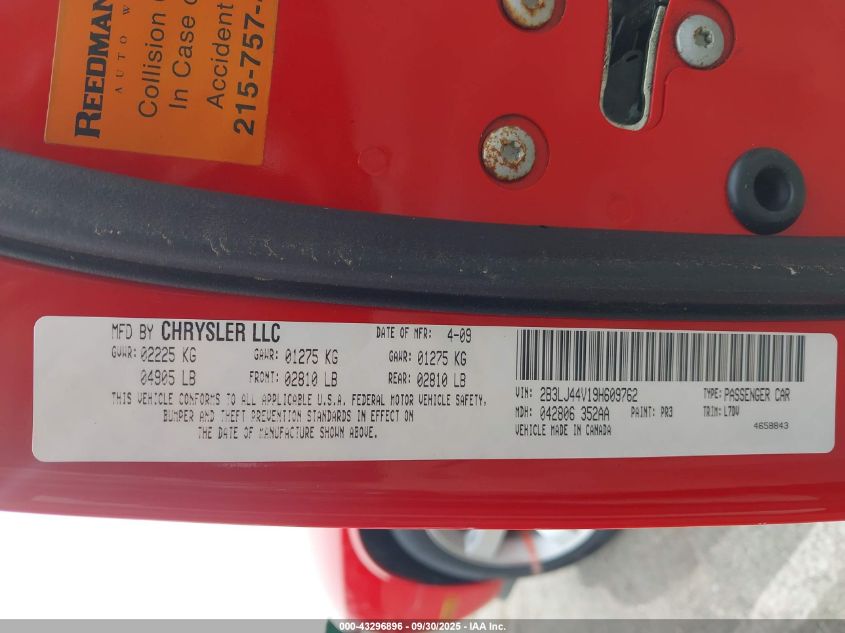 REEDMAN
AUTO W
Collision
In Case o
Accident
215-757-
MFD BY CHRYSLER LLC
DATE OF MFR: 4-09
GVWR: 02225 KG GAWR: 01275 KG GAWR: 01275 KG
04905 LB FRONT: 02810 LB REAR: 02810 LB
THIS VEHICLE CONFORMS TO ALL APPLICABLE U.S.A. FEDERAL MOTOR VEHICLE SAFETY,
BUMPER AND THEFT PREVENTION STANDARDS IN EFFECT ON
THE DATE OF MANUFACTURE SHOWN ABOVE.
VIN: 2B3LJ44V19H609762 TYPE: PASSENGER CAR
MDH: 042806 352AA PAINT: PR3 TRIM: L7DV
VEHICLE MADE IN CANADA 4658843
000-43296896 - 09/30/2025 - IAA Inc.